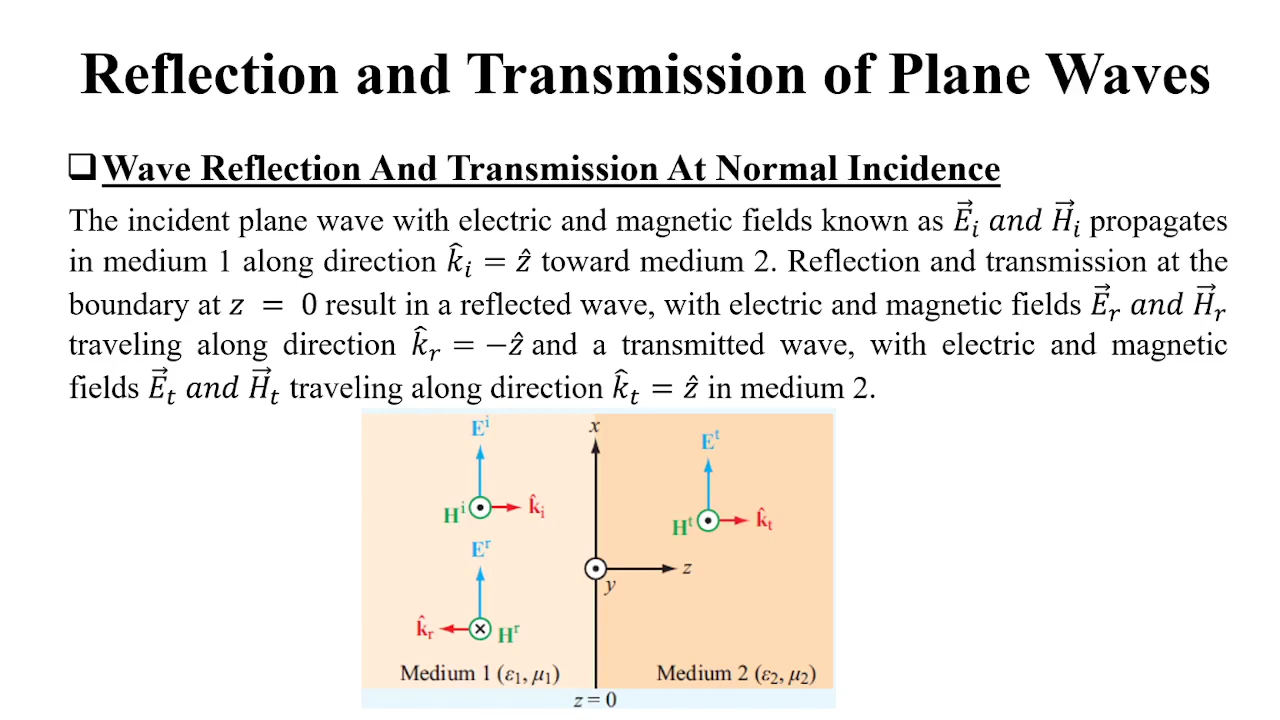 Reflection and Transmission of Plane Waves
❑Wave Reflection And Transmission At Normal Incidence
The incident plane wave with electric and magnetic fields known as E⃗ᵢ and H⃗ᵢ propagates
in medium 1 along direction k̂ᵢ = ẑ toward medium 2. Reflection and transmission at the
boundary at z = 0 result in a reflected wave, with electric and magnetic fields E⃗ᵣ and H⃗ᵣ
traveling along direction k̂ᵣ = −ẑ and a transmitted wave, with electric and magnetic
fields E⃗ₜ and H⃗ₜ traveling along direction k̂ₜ = ẑ in medium 2.
Eⁱ
x
Eᵗ
Hⁱ
k̂ᵢ
Hᵗ
k̂ₜ
Eʳ
z
y
k̂ᵣ
Hʳ
Medium 1 (ε₁, μ₁)
Medium 2 (ε₂, μ₂)
z = 0